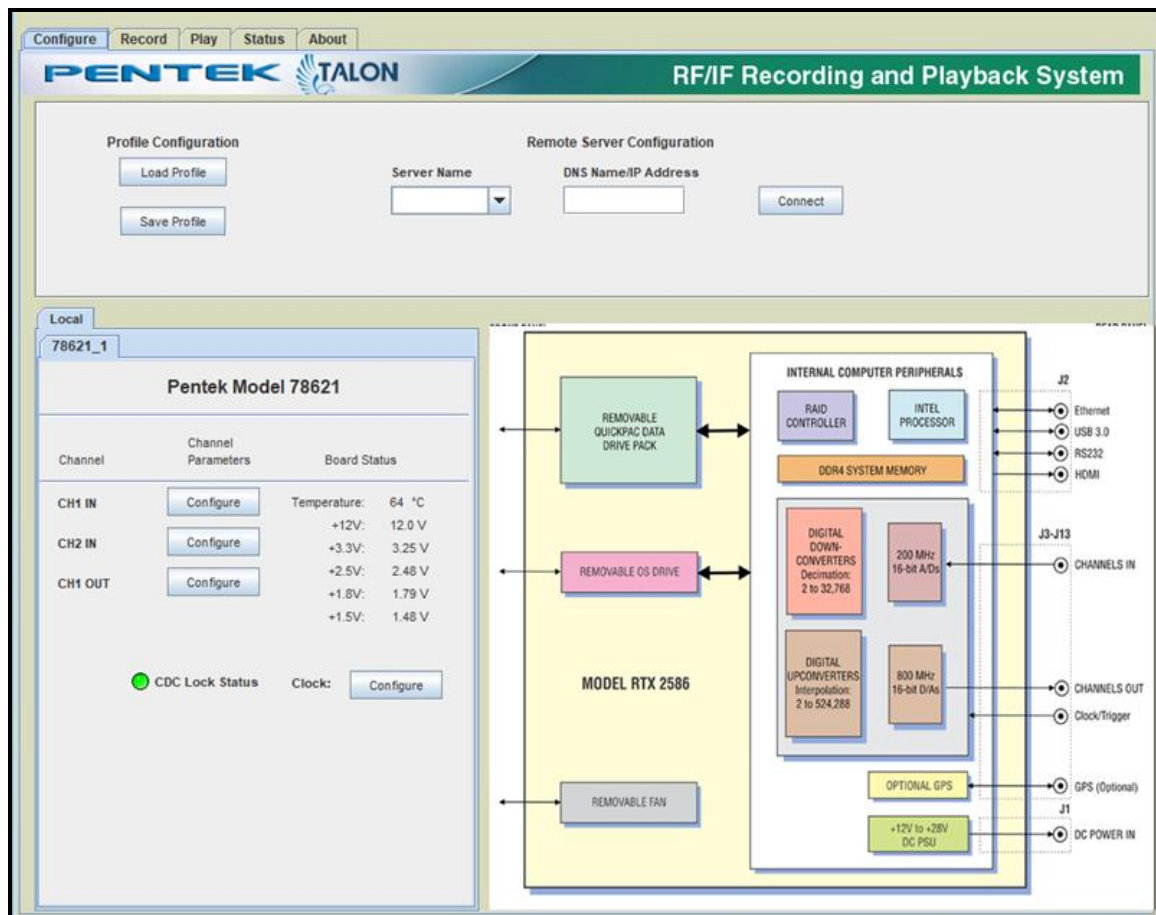 Configure Record Play Status About
PENTEK TALON RF/IF Recording and Playback System
Profile Configuration
Load Profile
Save Profile
Remote Server Configuration
Server Name DNS Name/IP Address
Connect
Local
78621_1
Pentek Model 78621
Channel
Channel
Parameters
Board Status
CH1 IN Configure
CH2 IN Configure
CH1 OUT Configure
Temperature: 64 °C
+12V: 12.0 V
+3.3V: 3.25 V
+2.5V: 2.48 V
+1.8V: 1.79 V
+1.5V: 1.48 V
CDC Lock Status Clock: Configure
REMOVABLE
QUICKPAC DATA
DRIVE PACK
REMOVABLE OS DRIVE
MODEL RTX 2586
REMOVABLE FAN
INTERNAL COMPUTER PERIPHERALS
RAID
CONTROLLER
INTEL
PROCESSOR
DDR4 SYSTEM MEMORY
DIGITAL
DOWN-
CONVERTERS
Decimation:
2 to 32,768
200 MHz
16-bit A/Ds
DIGITAL
UPCONVERTERS
Interpolation:
2 to 524,288
800 MHz
16-bit D/As
OPTIONAL GPS
+12V to +28V
DC PSU
J2
Ethernet
USB 3.0
RS232
HDMI
J3-J13
CHANNELS IN
CHANNELS OUT
Clock/Trigger
GPS (Optional)
J1
DC POWER IN